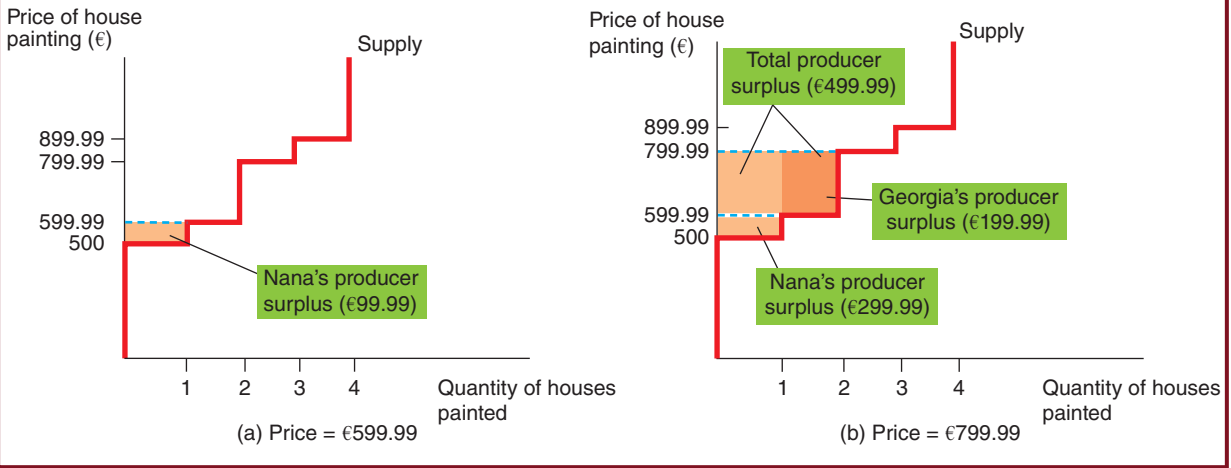 Price of house
painting (€)
Supply
899.99
799.99
599.99
500
Nana’s producer
surplus (€99.99)
1 2 3 4
Quantity of houses
painted
(a) Price = €599.99
Price of house
painting (€)
Supply
Total producer
surplus (€499.99)
899.99
799.99
599.99
500
Georgia’s producer
surplus (€199.99)
Nana’s producer
surplus (€299.99)
1 2 3 4
Quantity of houses
painted
(b) Price = €799.99